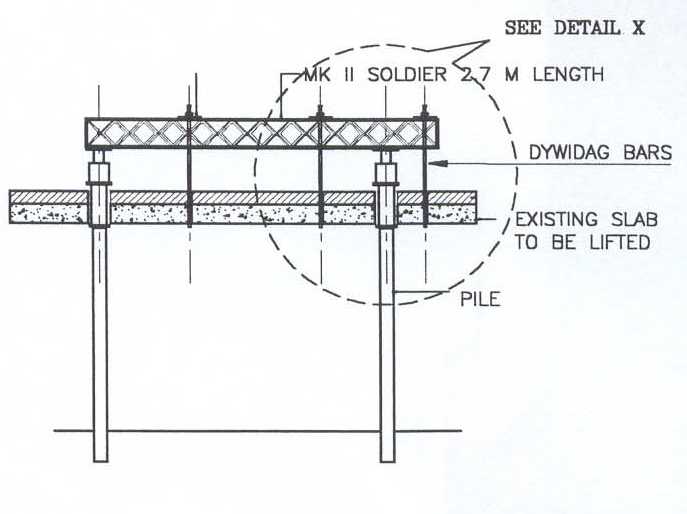 SEE DETAIL X
MK II SOLDIER 2.7 M LENGTH
DYWIDAG BARS
EXISTING SLAB
TO BE LIFTED
PILE